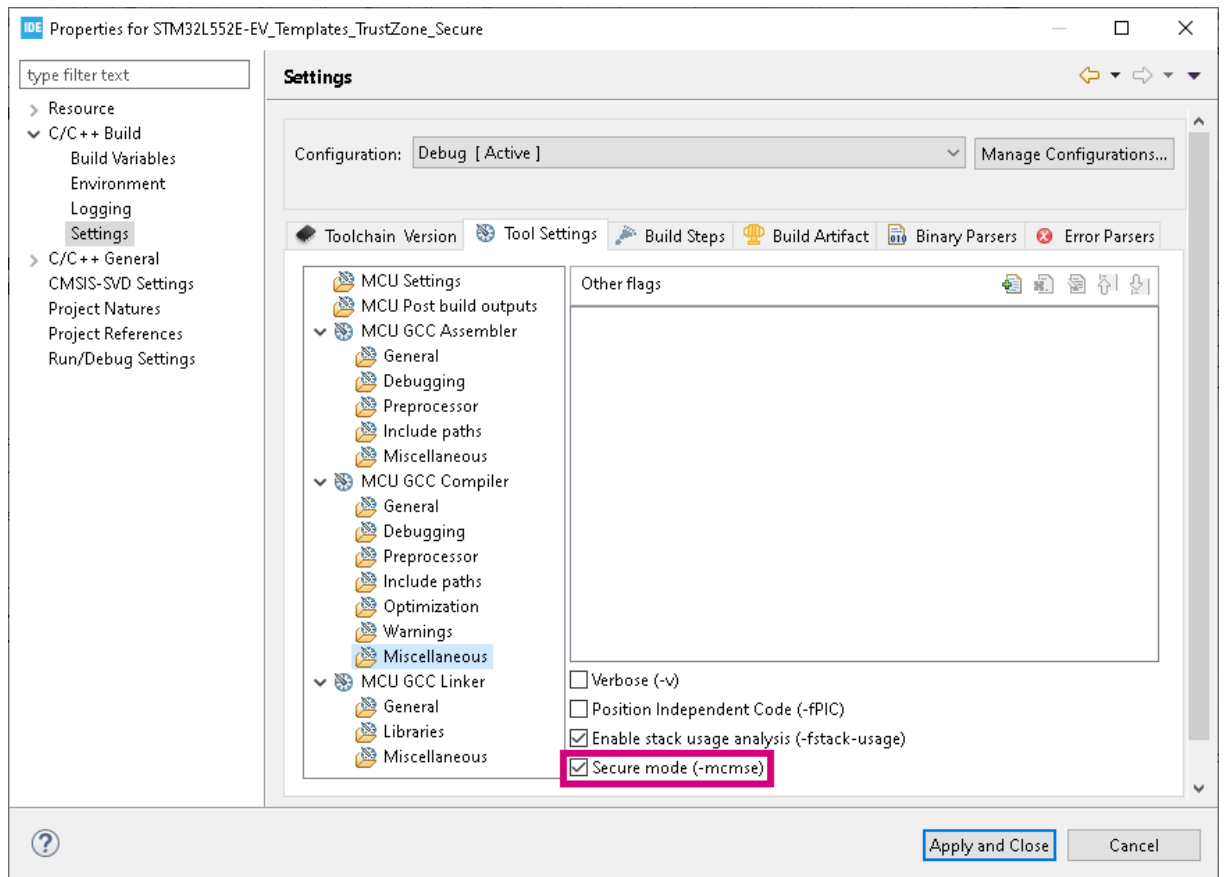 IDE Properties for STM32L552E-EV_Templates_TrustZone_Secure
type filter text
Resource
C/C++ Build
Build Variables
Environment
Logging
Settings
C/C++ General
CMSIS-SVD Settings
Project Natures
Project References
Run/Debug Settings
Settings
Configuration: Debug [ Active ] Manage Configurations...
Toolchain Version Tool Settings Build Steps Build Artifact 010 Binary Parsers Error Parsers
MCU Settings
MCU Post build outputs
MCU GCC Assembler
General
Debugging
Preprocessor
Include paths
Miscellaneous
MCU GCC Compiler
General
Debugging
Preprocessor
Include paths
Optimization
Warnings
Miscellaneous
MCU GCC Linker
General
Libraries
Miscellaneous
Other flags
Verbose (-v)
Position Independent Code (-fPIC)
Enable stack usage analysis (-fstack-usage)
Secure mode (-mcmse)
? Apply and Close Cancel